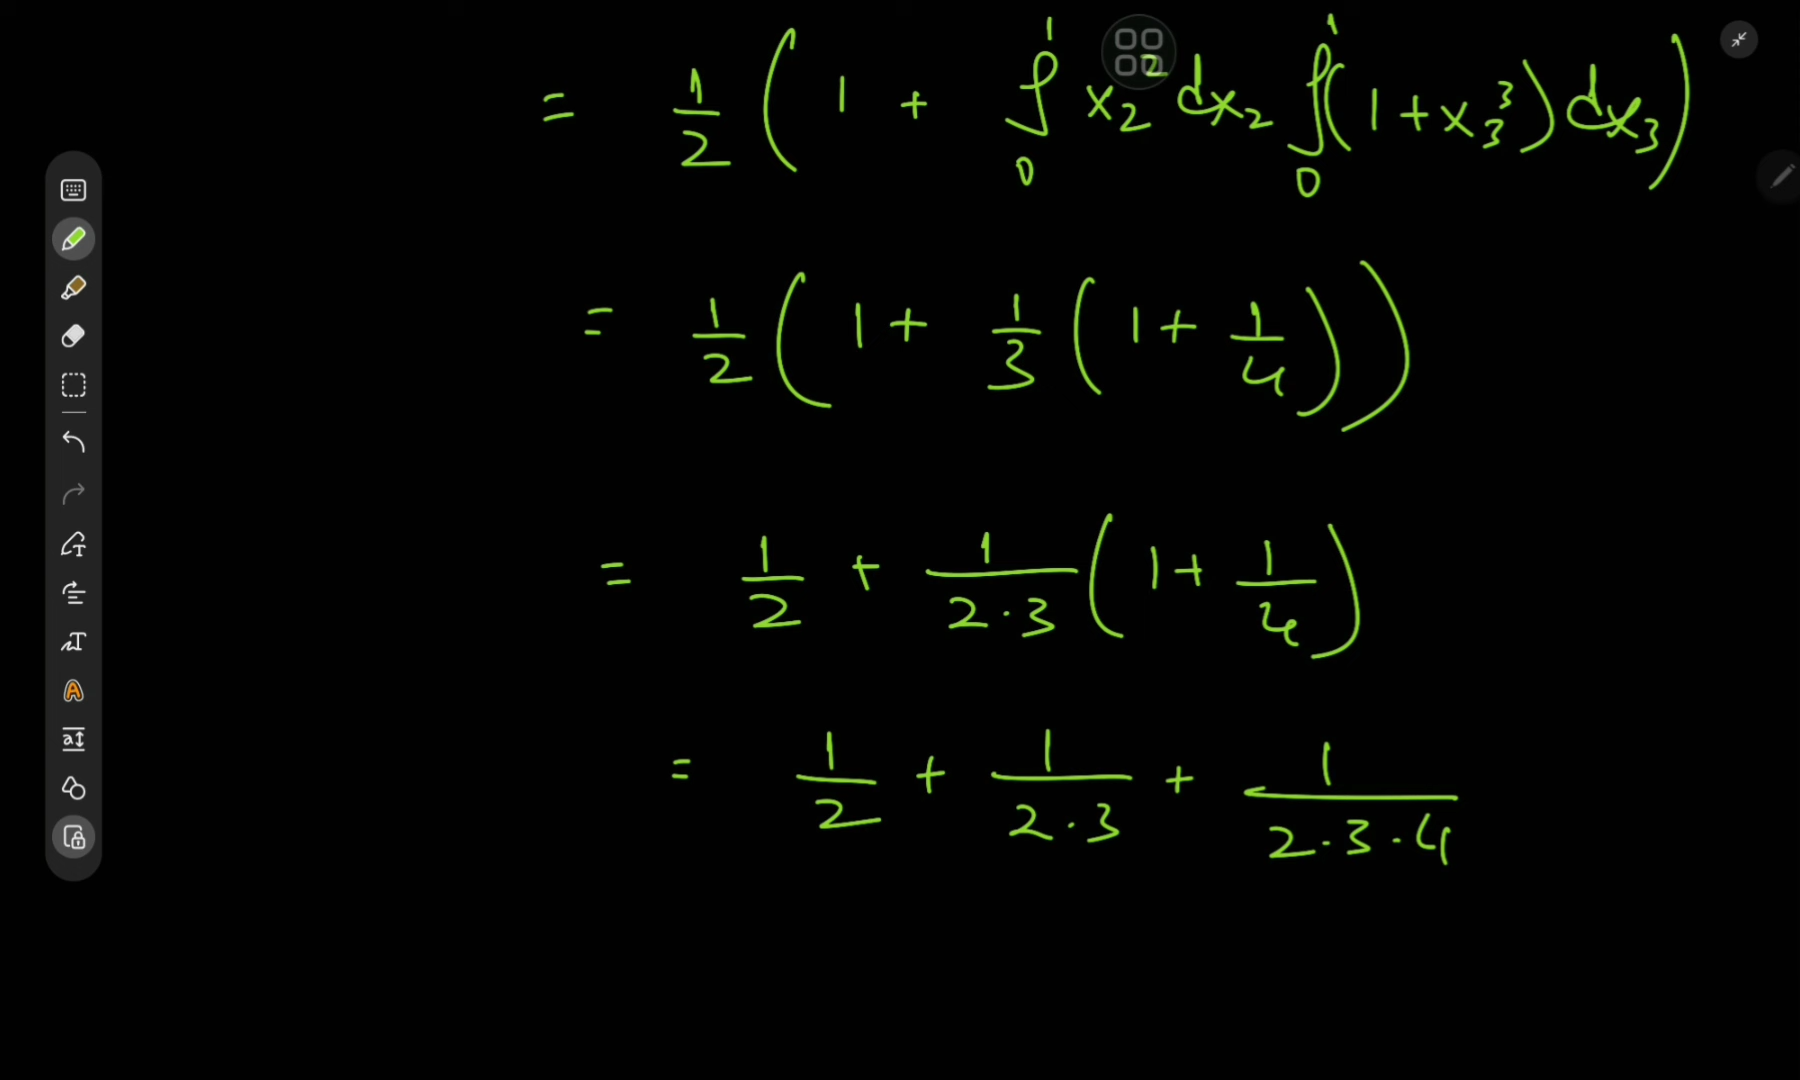 = 1/2 ( 1 + ∫₀¹ x₂² dx₂ ∫₀¹ (1 + x₃³) dx₃ )
= 1/2 ( 1 + 1/3 ( 1 + 1/4 ) )
= 1/2 + 1/(2·3) ( 1 + 1/4 )
= 1/2 + 1/(2·3) + 1/(2·3·4)